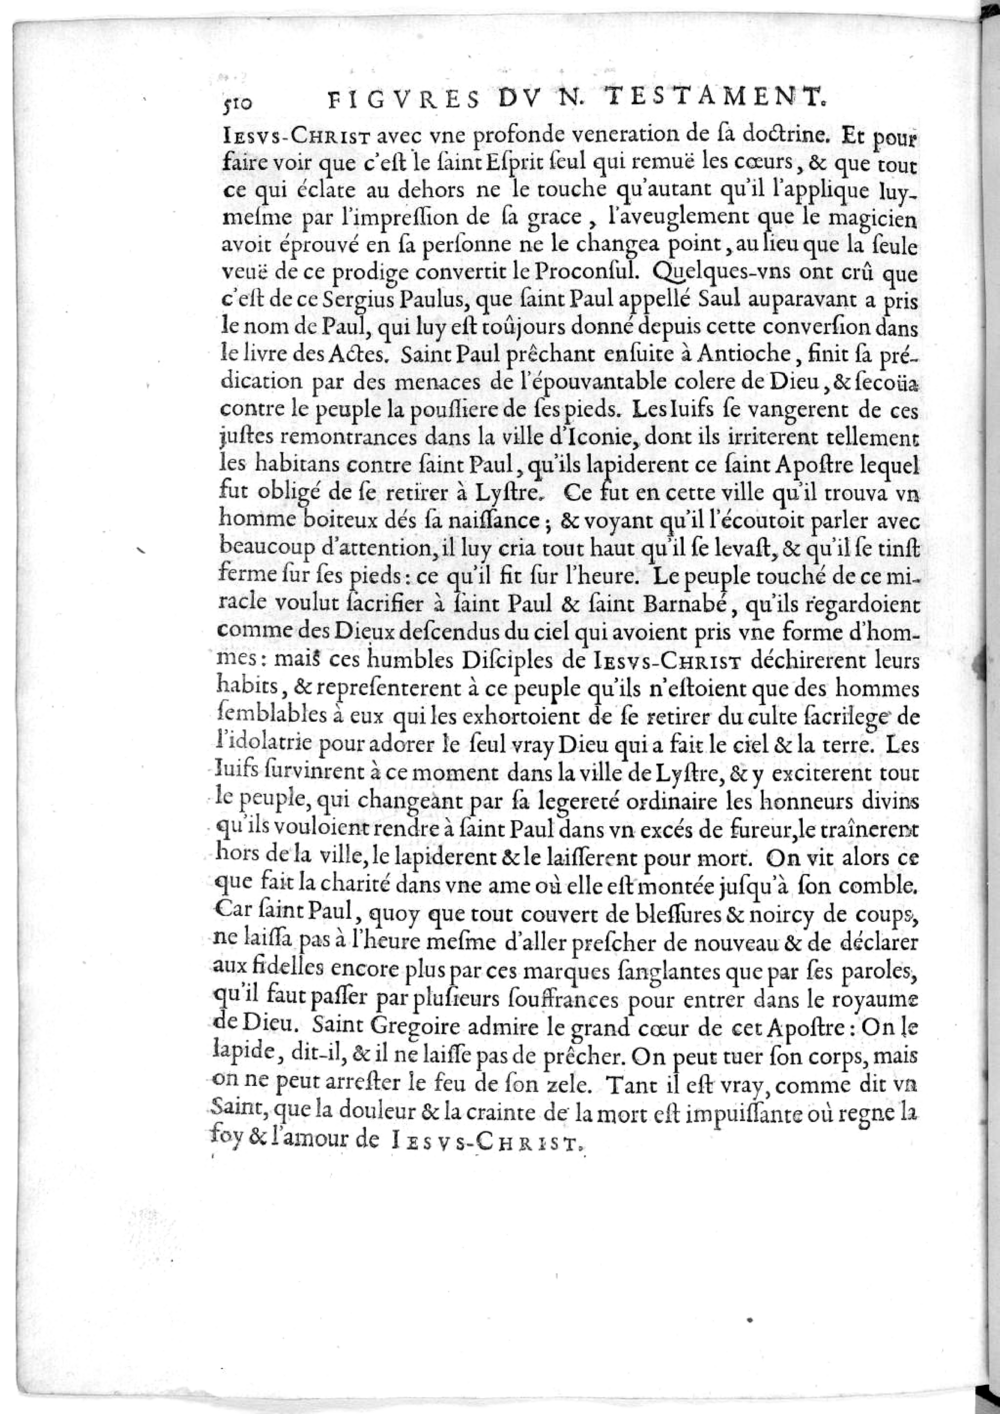 510 FIGVRES DV N. TESTAMENT.
IESVS-CHRIST avec vne profonde veneration de ſa doctrine. Et pour
faire voir que c'eſt le ſaint Eſprit ſeul qui remuë les cœurs, & que tout
ce qui éclate au dehors ne le touche qu'autant qu'il l'applique luy-
meſme par l'impreſſion de ſa grace, l'aveuglement que le magicien
avoit éprouvé en ſa perſonne ne le changea point, au lieu que la ſeule
veuë de ce prodige convertit le Proconſul. Quelques-vns ont crû que
c'eſt de ce Sergius Paulus, que ſaint Paul appellé Saul auparavant a pris
le nom de Paul, qui luy eſt toûjours donné depuis cette converſion dans
le livre des Actes. Saint Paul prêchant enſuite à Antioche, finit ſa pré-
dication par des menaces de l'épouvantable colere de Dieu, & ſecoüa
contre le peuple la pouſſiere de ſes pieds. Les Iuifs ſe vangerent de ces
juſtes remontrances dans la ville d'Iconie, dont ils irriterent tellement
les habitans contre ſaint Paul, qu'ils lapiderent ce ſaint Apoſtre lequel
fut obligé de ſe retirer à Lyſtre. Ce fut en cette ville qu'il trouva vn
homme boiteux dés ſa naiſſance; & voyant qu'il l'écoutoit parler avec
beaucoup d'attention, il luy cria tout haut qu'il ſe levaſt, & qu'il ſe tinſt
ferme ſur ſes pieds: ce qu'il fit ſur l'heure. Le peuple touché de ce mi-
racle voulut ſacrifier à ſaint Paul & ſaint Barnabé, qu'ils regardoient
comme des Dieux deſcendus du ciel qui avoient pris vne forme d'hom-
mes: mais ces humbles Diſciples de IESVS-CHRIST déchirerent leurs
habits, & repreſenterent à ce peuple qu'ils n'eſtoient que des hommes
ſemblables à eux qui les exhortoient de ſe retirer du culte ſacrilege de
l'idolatrie pour adorer le ſeul vray Dieu qui a fait le ciel & la terre. Les
Iuifs ſurvinrent à ce moment dans la ville de Lyſtre, & y exciterent tout
le peuple, qui changeant par ſa legereté ordinaire les honneurs divins
qu'ils vouloient rendre à ſaint Paul dans vn excés de fureur, le traînerent
hors de la ville, le lapiderent & le laiſſerent pour mort. On vit alors ce
que fait la charité dans vne ame où elle eſt montée juſqu'à ſon comble.
Car ſaint Paul, quoy que tout couvert de bleſſures & noircy de coups,
ne laiſſa pas à l'heure meſme d'aller preſcher de nouveau & de déclarer
aux fidelles encore plus par ces marques ſanglantes que par ſes paroles,
qu'il faut paſſer par pluſieurs ſouffrances pour entrer dans le royaume
de Dieu. Saint Gregoire admire le grand cœur de cet Apoſtre: On le
lapide, dit-il, & il ne laiſſe pas de prêcher. On peut tuer ſon corps, mais
on ne peut arreſter le feu de ſon zele. Tant il eſt vray, comme dit vn
Saint, que la douleur & la crainte de la mort eſt impuiſſante où regne la
foy & l'amour de IESVS-CHRIST.